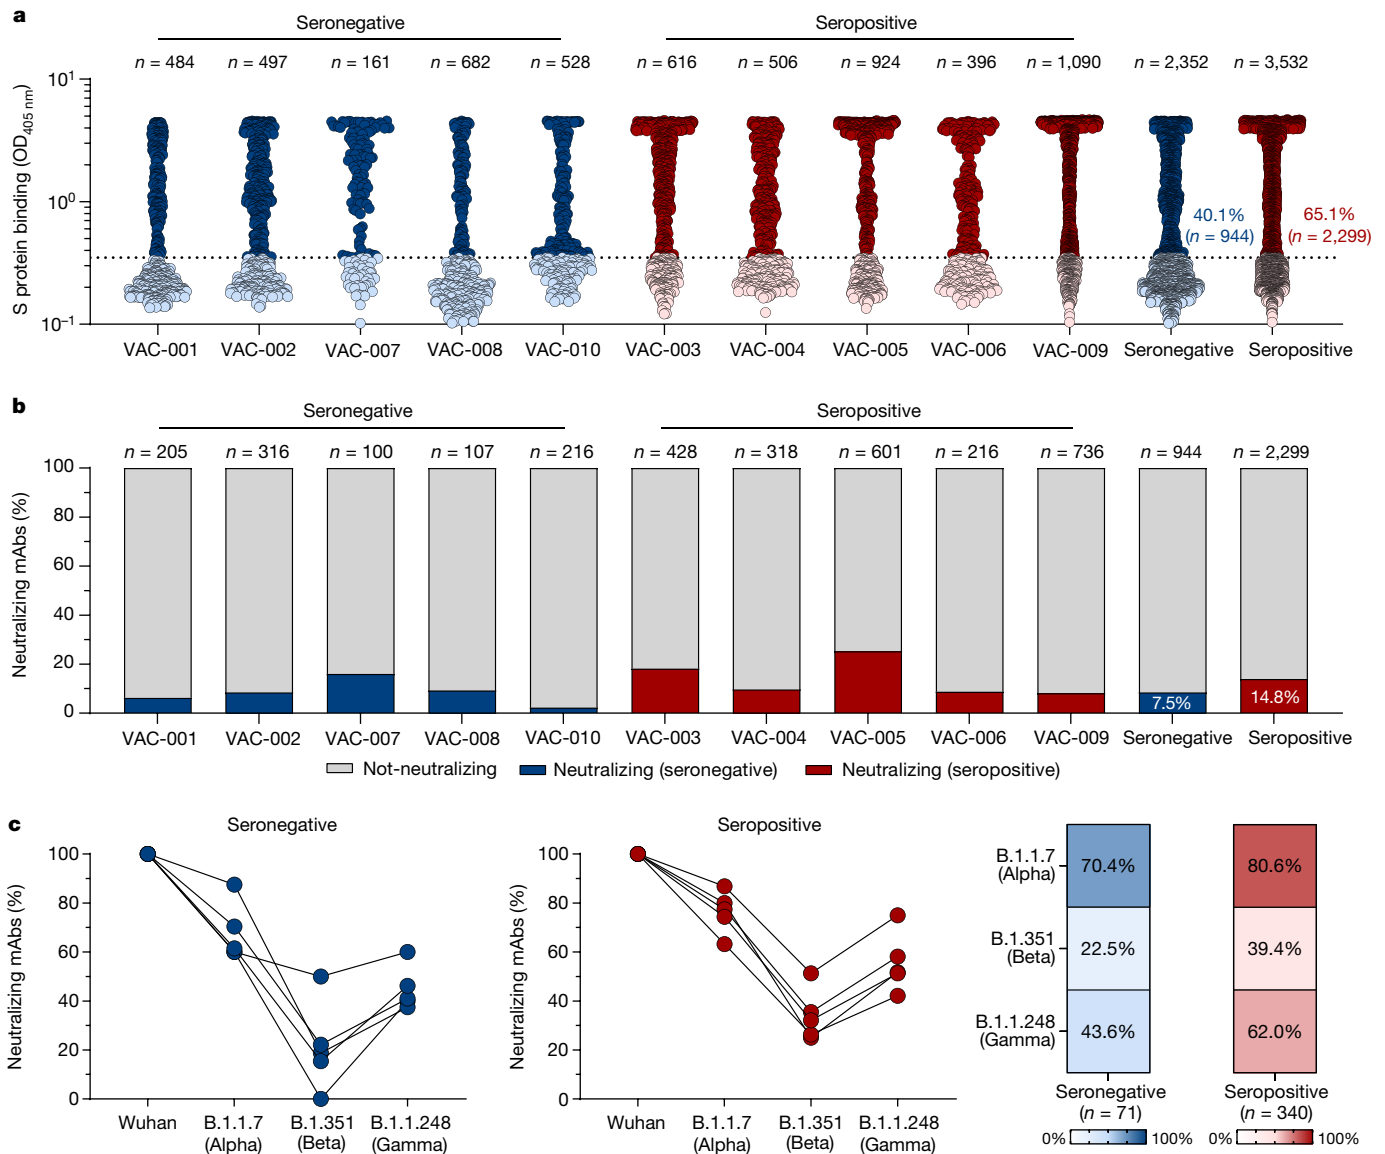 a
Seronegative Seropositive
n = 484 n = 497 n = 161 n = 682 n = 528 n = 616 n = 506 n = 924 n = 396 n = 1,090 n = 2,352 n = 3,532
S protein binding (OD405 nm)
10¹
10⁰
10⁻¹
40.1%
(n = 944)
65.1%
(n = 2,299)
VAC-001 VAC-002 VAC-007 VAC-008 VAC-010 VAC-003 VAC-004 VAC-005 VAC-006 VAC-009 Seronegative Seropositive
b
Seronegative Seropositive
n = 205 n = 316 n = 100 n = 107 n = 216 n = 428 n = 318 n = 601 n = 216 n = 736 n = 944 n = 2,299
Neutralizing mAbs (%)
100
80
60
40
20
0
7.5% 14.8%
VAC-001 VAC-002 VAC-007 VAC-008 VAC-010 VAC-003 VAC-004 VAC-005 VAC-006 VAC-009 Seronegative Seropositive
Not-neutralizing Neutralizing (seronegative) Neutralizing (seropositive)
c
Seronegative
Neutralizing mAbs (%)
100
80
60
40
20
0
Wuhan B.1.1.7 B.1.351 B.1.1.248
(Alpha) (Beta) (Gamma)
Seropositive
Neutralizing mAbs (%)
100
80
60
40
20
0
Wuhan B.1.1.7 B.1.351 B.1.1.248
(Alpha) (Beta) (Gamma)
B.1.1.7
(Alpha)
70.4% 80.6%
B.1.351
(Beta)
22.5% 39.4%
B.1.1.248
(Gamma)
43.6% 62.0%
Seronegative Seropositive
(n = 71) (n = 340)
0% 100% 0% 100%